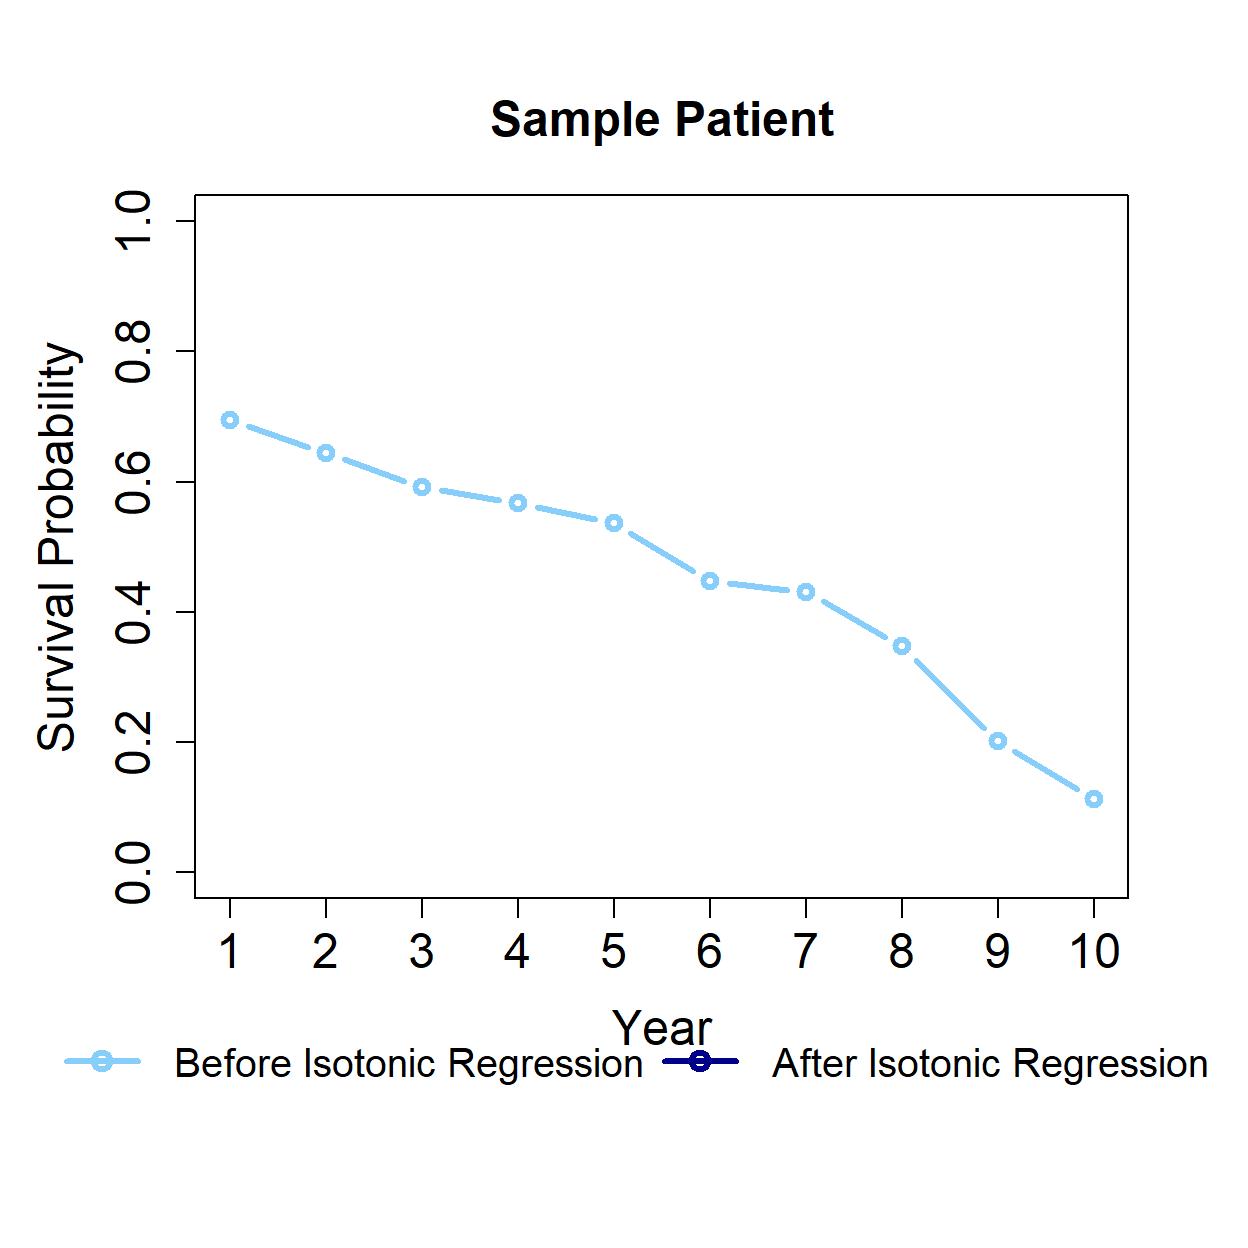 Sample Patient
1.0
0.8
0.6
0.4
0.2
0.0
Survival Probability
1 2 3 4 5 6 7 8 9 10
Year
Before Isotonic Regression After Isotonic Regression